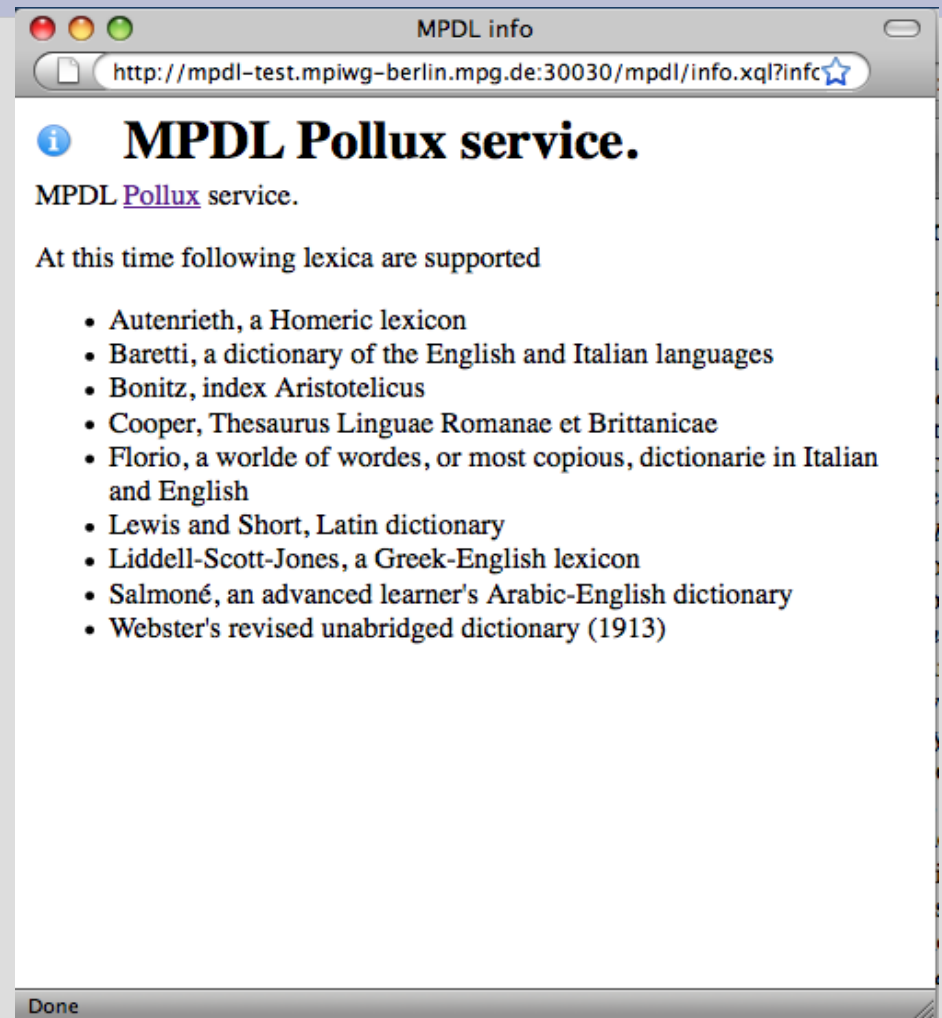 MPDL info
http://mpdl-test.mpiwg-berlin.mpg.de:30030/mpdl/info.xql?info
MPDL Pollux service.
MPDL Pollux service.
At this time following lexica are supported
• Autenrieth, a Homeric lexicon
• Baretti, a dictionary of the English and Italian languages
• Bonitz, index Aristotelicus
• Cooper, Thesaurus Linguae Romanae et Brittanicae
• Florio, a worlde of wordes, or most copious, dictionarie in Italian
and English
• Lewis and Short, Latin dictionary
• Liddell-Scott-Jones, a Greek-English lexicon
• Salmoné, an advanced learner's Arabic-English dictionary
• Webster's revised unabridged dictionary (1913)
Done